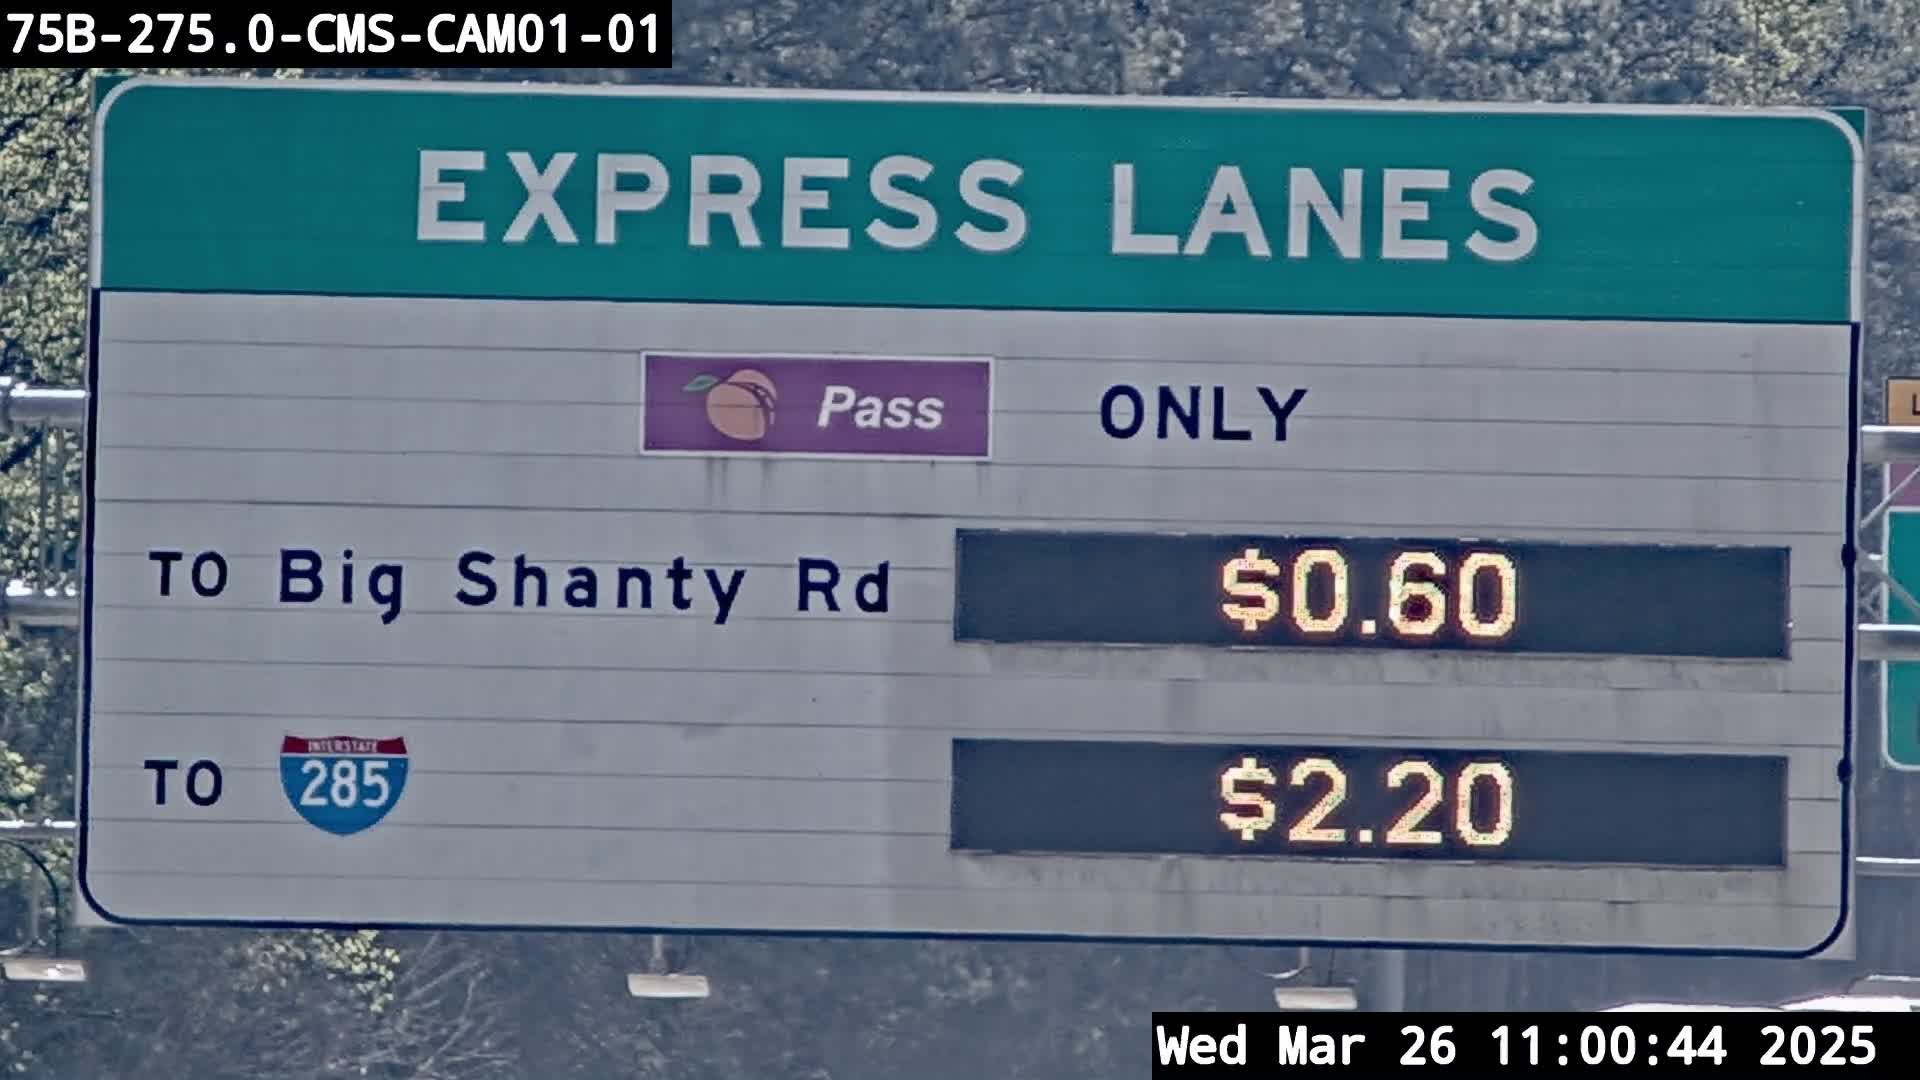 75B-275.0-CMS-CAM01-01
EXPRESS LANES
Pass ONLY
TO Big Shanty Rd $0.60
TO INTERSTATE 285 $2.20
Wed Mar 26 11:00:44 2025